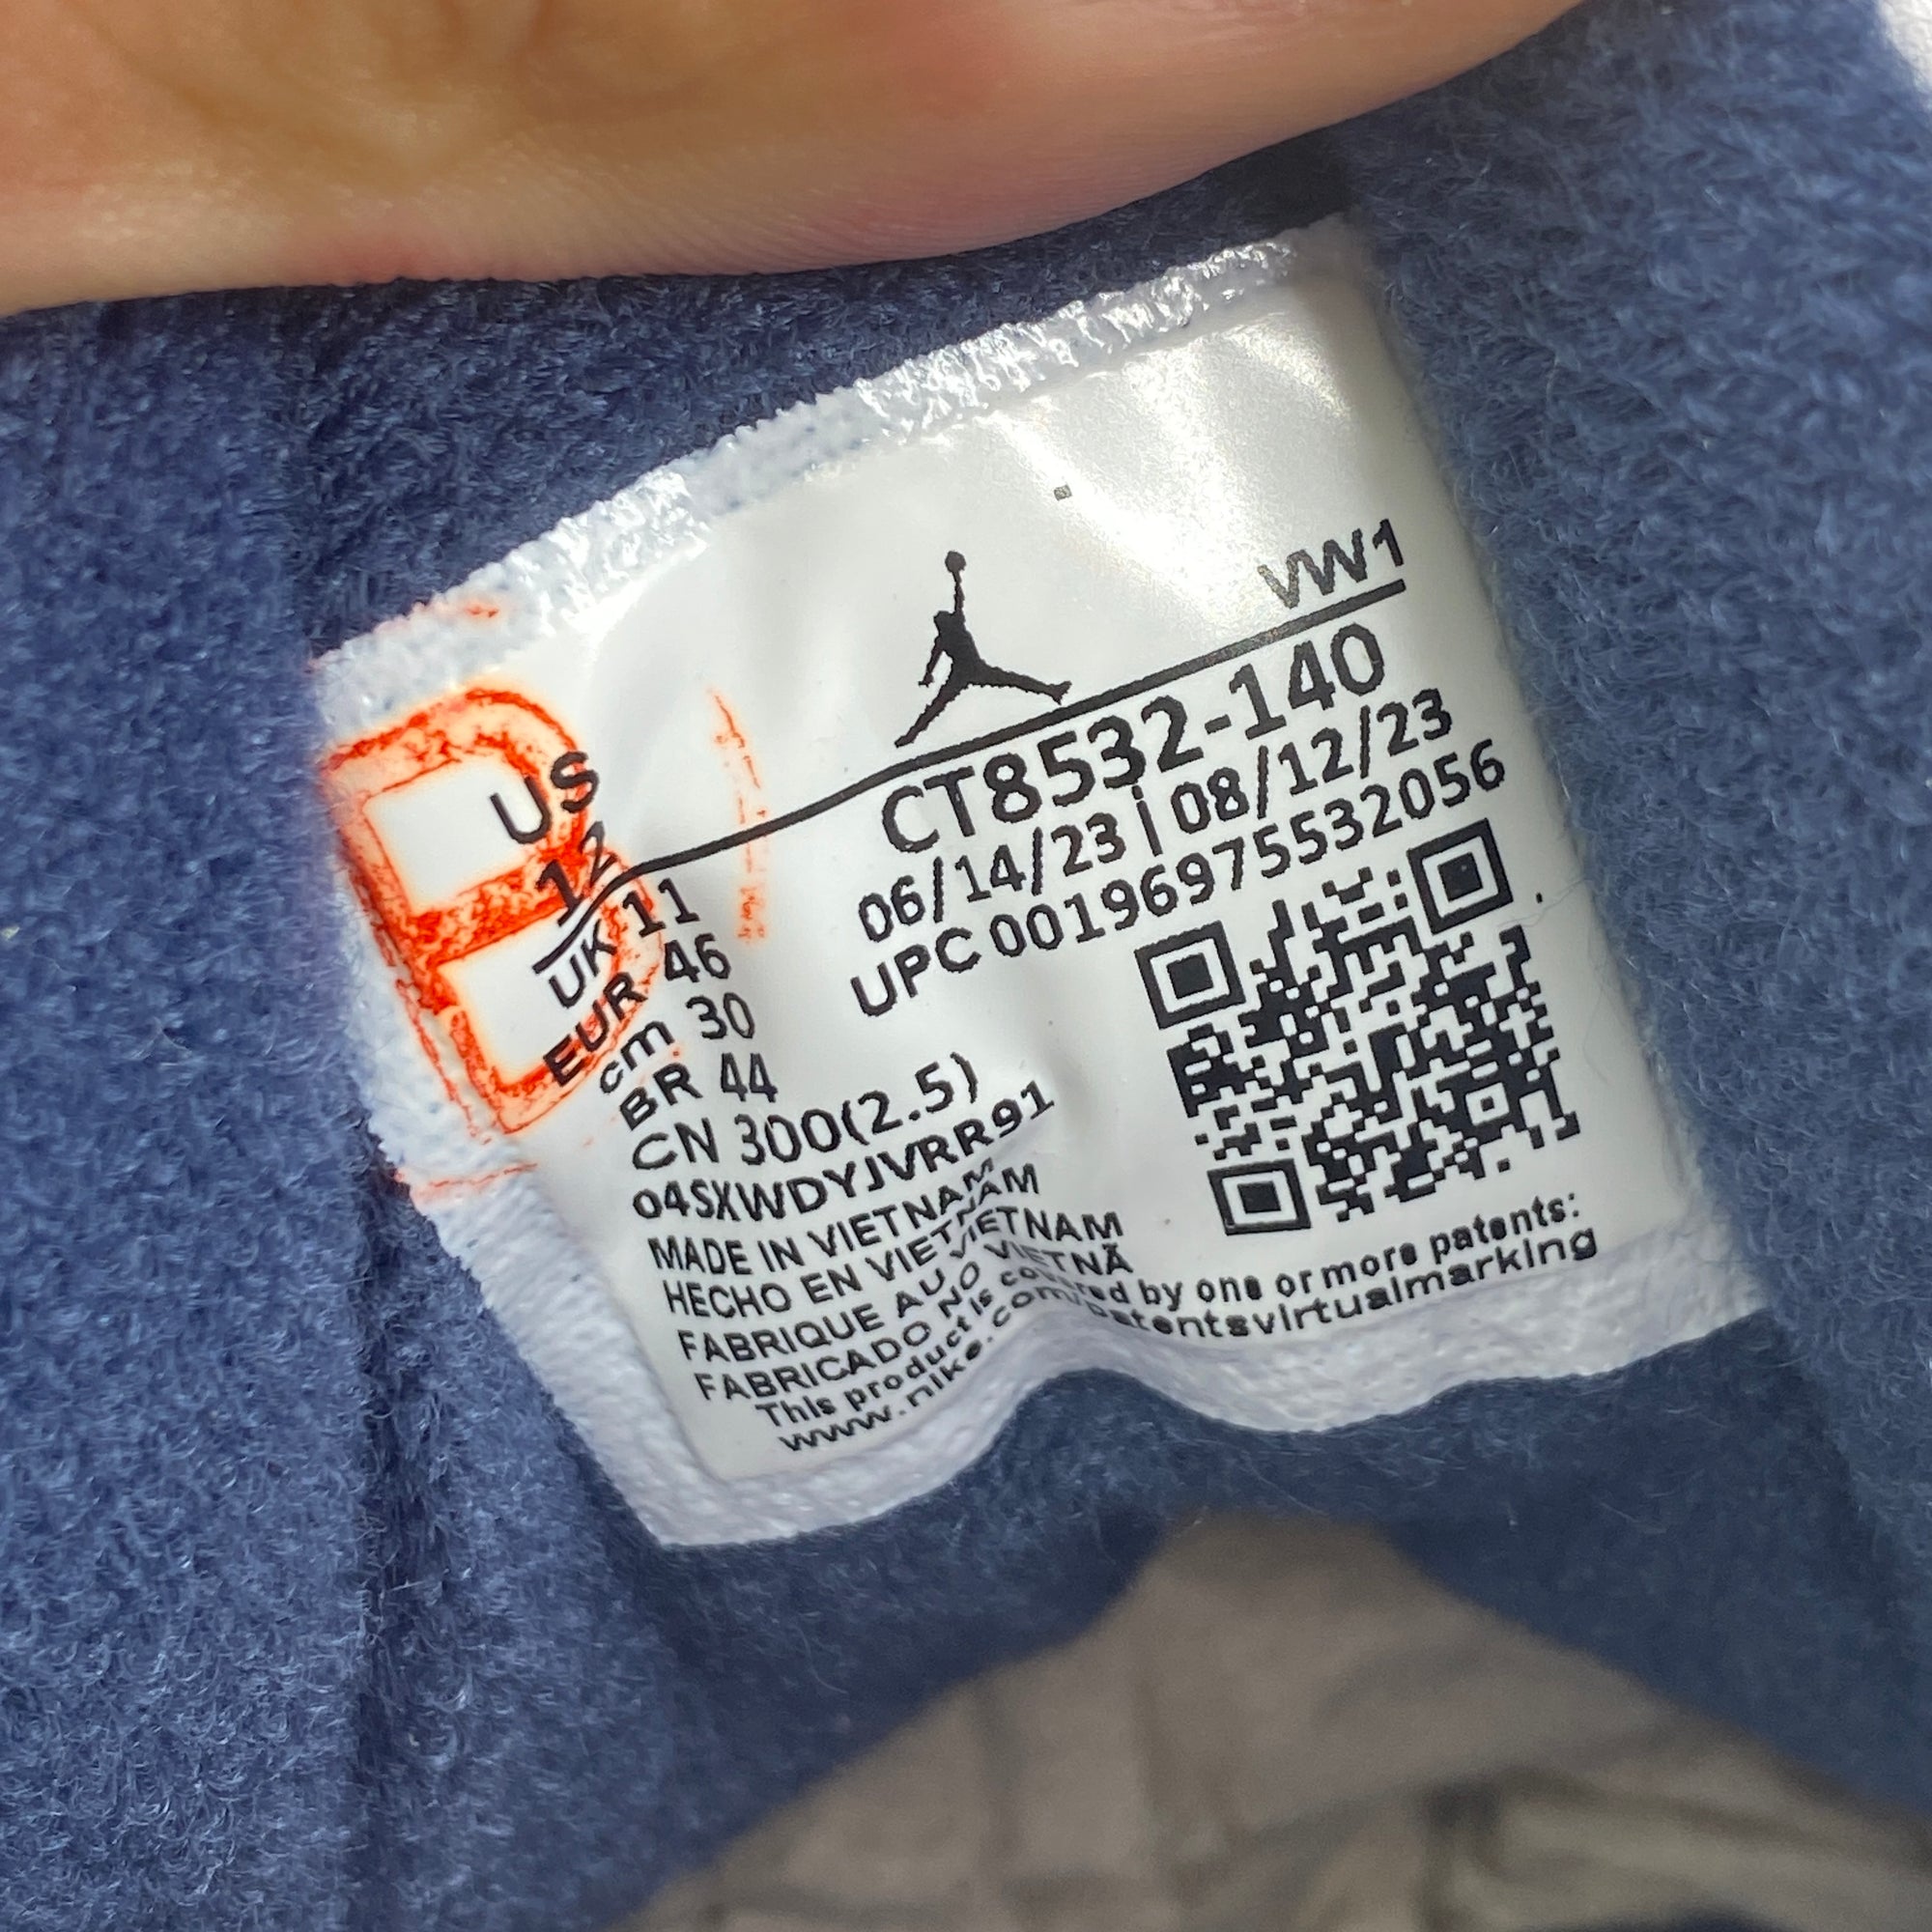 B
VW1
US
12
CT8532-140
06/14/23 | 08/12/23
UPC 00196975532056
UK 11
EUR 46
cm 30
BR 44
CN 300(2.5)
04SXWDYJVRR91
MADE IN VIETNAM
HECHO EN VIETNAM
FABRIQUE AU VIETNAM
FABRICADO NO VIETNÃ
This product is covered by one or more patents:
www.nike.com/patentsvirtualmarking